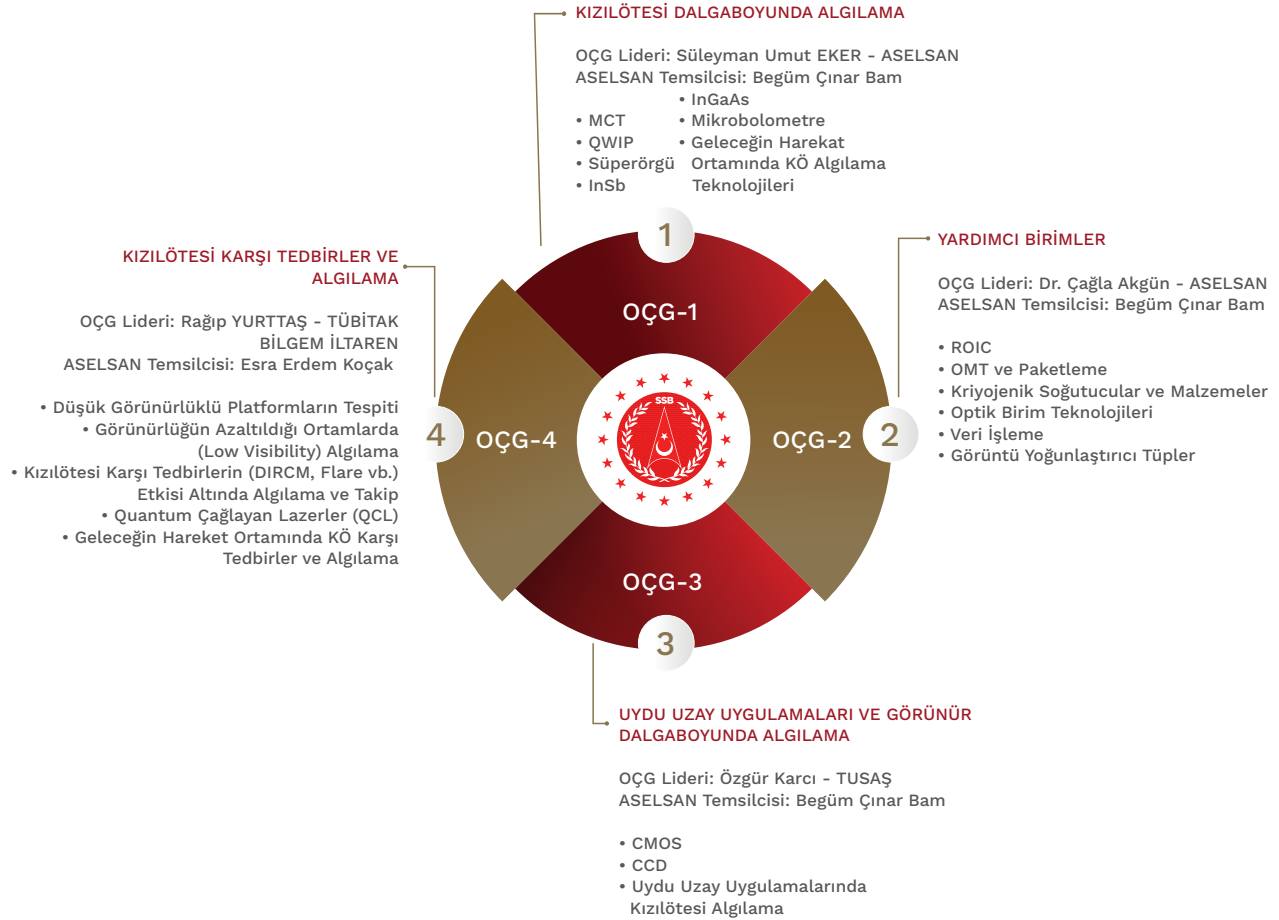 KIZILÖTESİ DALGABOYUNDA ALGILAMA
OÇG Lideri: Süleyman Umut EKER - ASELSAN
ASELSAN Temsilcisi: Begüm Çınar Bam
• MCT
• QWIP
• Süperörgü
• InSb
• InGaAs
• Mikrobolometre
• Geleceğin Harekat
Ortamında KÖ Algılama
Teknolojileri
1
OÇG-1
YARDIMCI BİRİMLER
OÇG Lideri: Dr. Çağla Akgün - ASELSAN
ASELSAN Temsilcisi: Begüm Çınar Bam
• ROIC
• OMT ve Paketleme
• Kriyojenik Soğutucular ve Malzemeler
• Optik Birim Teknolojileri
• Veri İşleme
• Görüntü Yoğunlaştırıcı Tüpler
OÇG-2
2
SSB
KIZILÖTESİ KARŞI TEDBİRLER VE
ALGILAMA
OÇG Lideri: Rağıp YURTTAŞ - TÜBİTAK
BİLGEM İLTAREN
ASELSAN Temsilcisi: Esra Erdem Koçak
• Düşük Görünürlüklü Platformların Tespiti
• Görünürlüğün Azaltıldığı Ortamlarda
(Low Visibility) Algılama
• Kızılötesi Karşı Tedbirlerin (DIRCM, Flare vb.)
Etkisi Altında Algılama ve Takip
• Quantum Çağlayan Lazerler (QCL)
• Geleceğin Hareket Ortamında KÖ Karşı
Tedbirler ve Algılama
4
OÇG-4
OÇG-3
3
UYDU UZAY UYGULAMALARI VE GÖRÜNÜR
DALGABOYUNDA ALGILAMA
OÇG Lideri: Özgür Karcı - TUSAŞ
ASELSAN Temsilcisi: Begüm Çınar Bam
• CMOS
• CCD
• Uydu Uzay Uygulamalarında
Kızılötesi Algılama